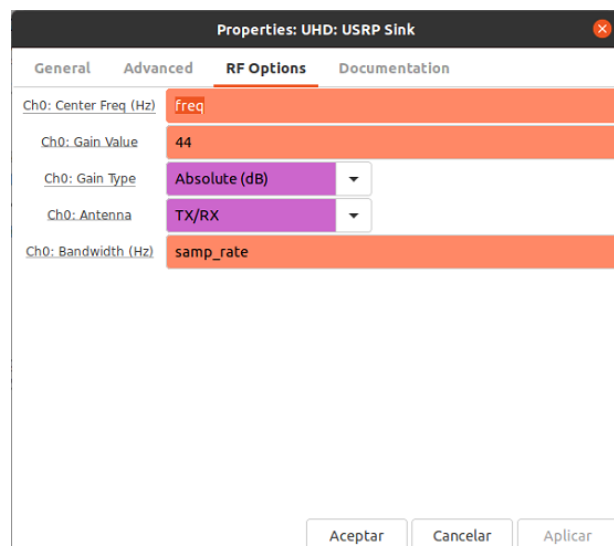 Properties: UHD: USRP Sink
General Advanced RF Options Documentation
Ch0: Center Freq (Hz) freq
Ch0: Gain Value 44
Ch0: Gain Type Absolute (dB)
Ch0: Antenna TX/RX
Ch0: Bandwidth (Hz) samp_rate
Aceptar Cancelar Aplicar